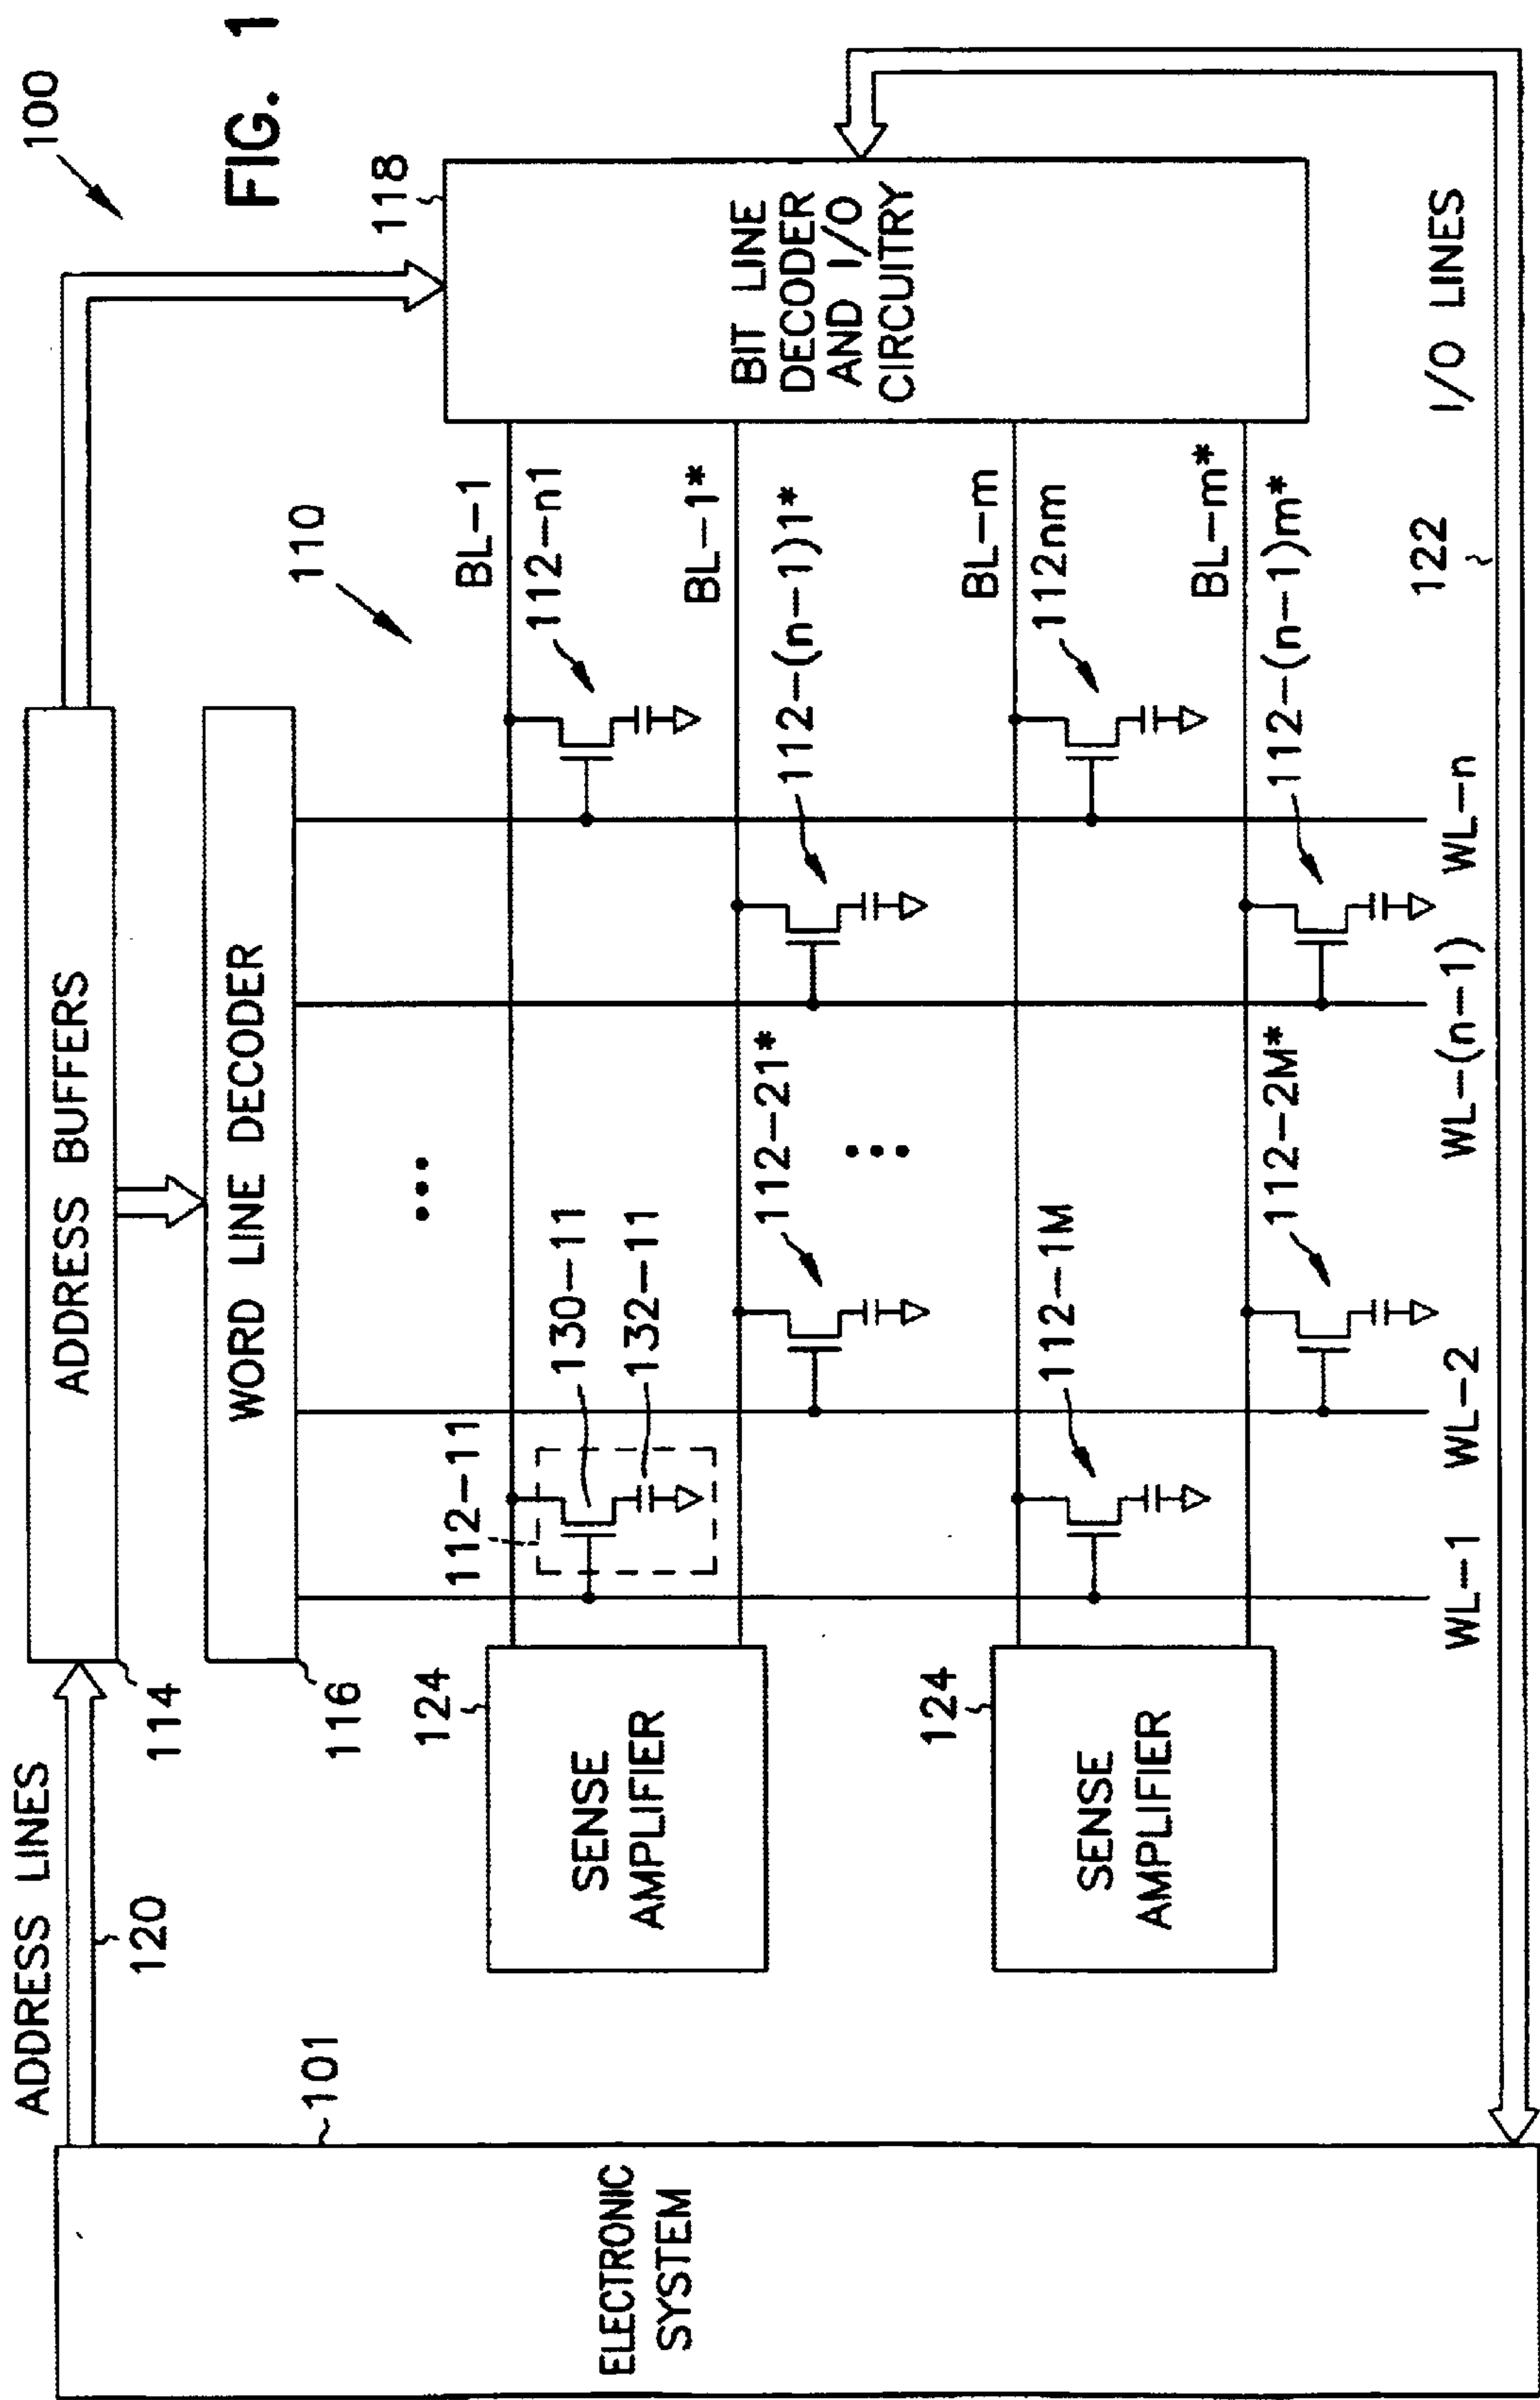 FIG. 1
100
ADDRESS LINES
120
ADDRESS BUFFERS
114
WORD LINE DECODER
116
101
ELECTRONIC
SYSTEM
118
BIT LINE
DECODER
AND I/O
CIRCUITRY
110
124
SENSE
AMPLIFIER
124
SENSE
AMPLIFIER
112-11
130-11
132-11
BL-1
112-n1
BL-1*
112-21*
112-(n-1)1*
BL-m
112-1M
112nm
BL-m*
112-2M*
112-(n-1)m*
WL-1
WL-2
WL-(n-1)
WL-n
122
I/O LINES